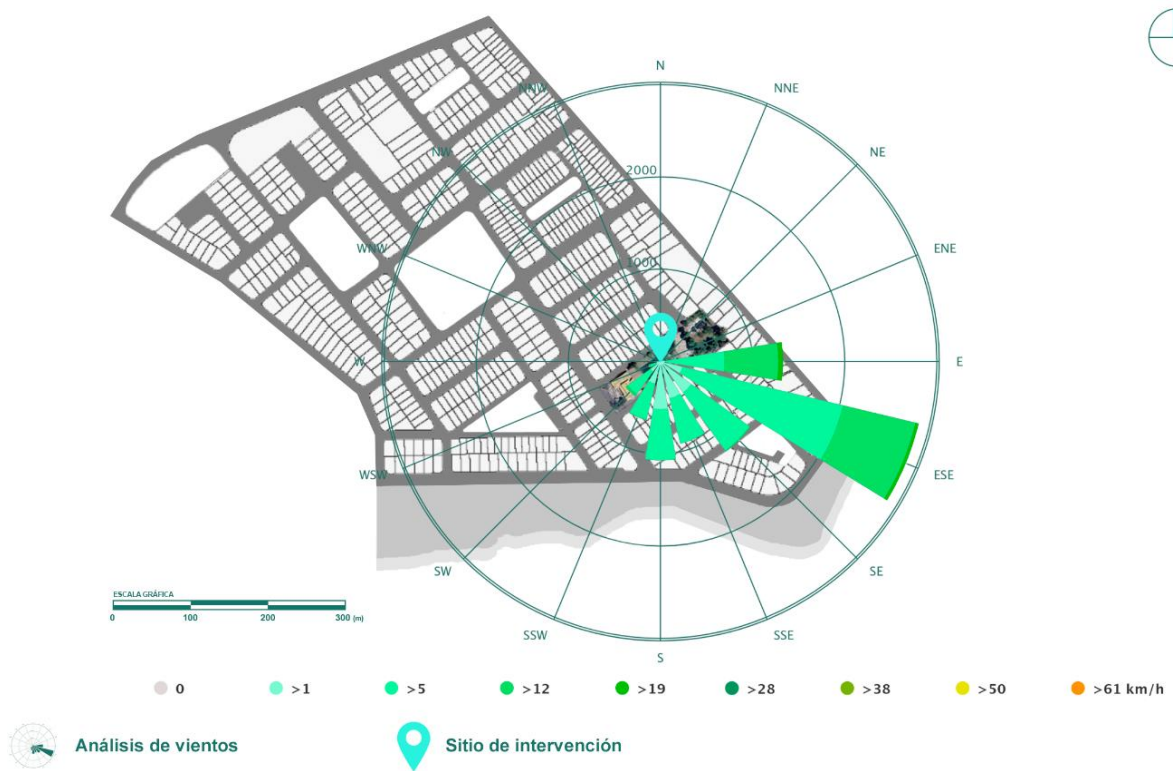 N
NNW
NNE
NW
NE
2000
WNW
ENE
1000
W
E
WSW
ESE
SW
SE
SSW
SSE
S
ESCALA GRÁFICA
0 100 200 300 (m)
0 >1 >5 >12 >19 >28 >38 >50 >61 km/h
Análisis de vientos
Sitio de intervención